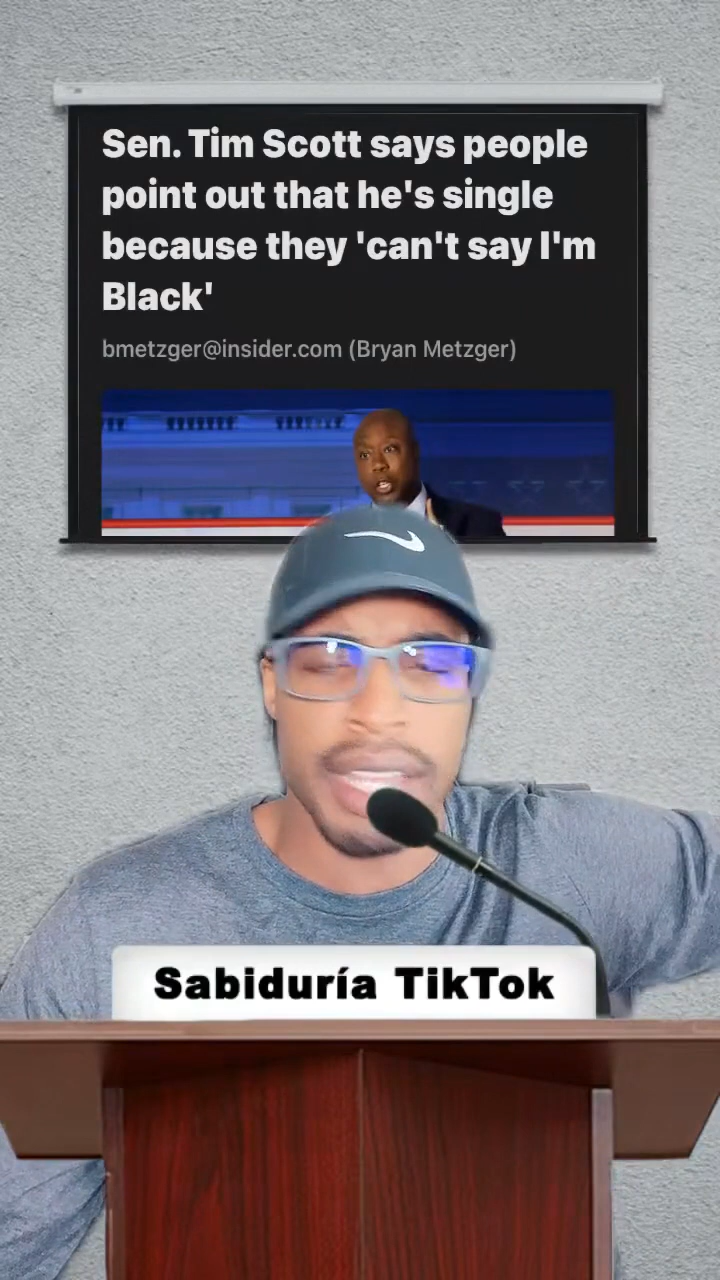 Sen. Tim Scott says people
point out that he's single
because they 'can't say I'm
Black'
bmetzger@insider.com (Bryan Metzger)
Sabiduría TikTok